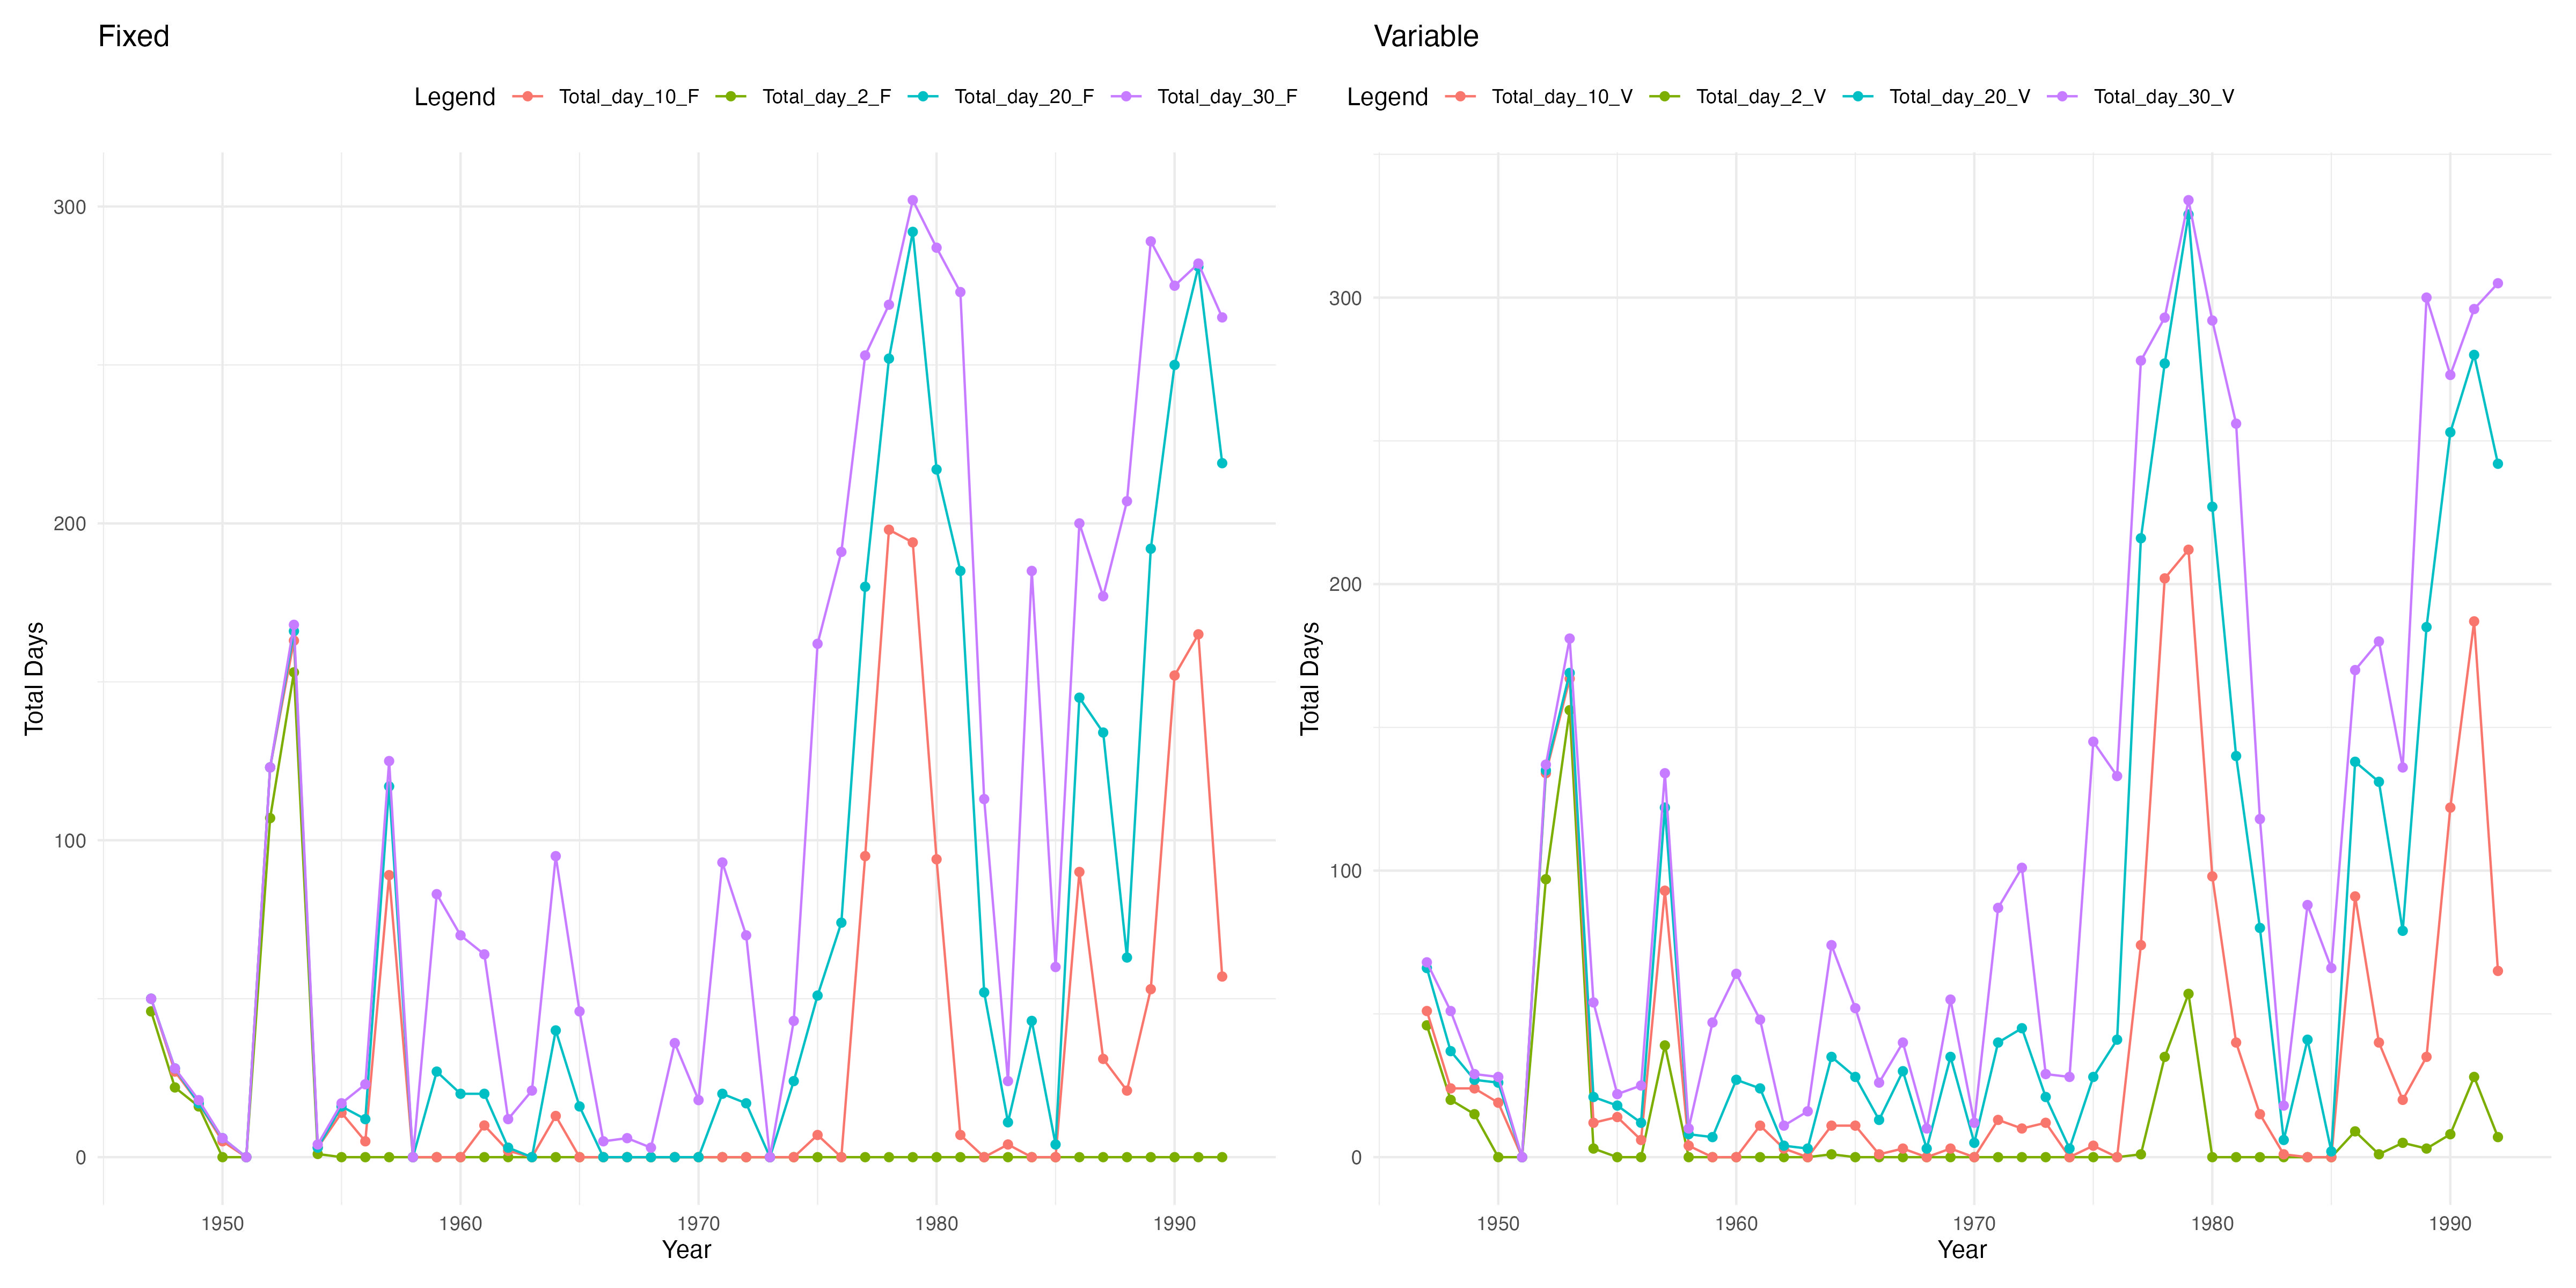 Fixed
Legend Total_day_10_F Total_day_2_F Total_day_20_F Total_day_30_F
Total Days
300
200
100
0
1950 1960 1970 1980 1990
Year
Variable
Legend Total_day_10_V Total_day_2_V Total_day_20_V Total_day_30_V
Total Days
300
200
100
0
1950 1960 1970 1980 1990
Year